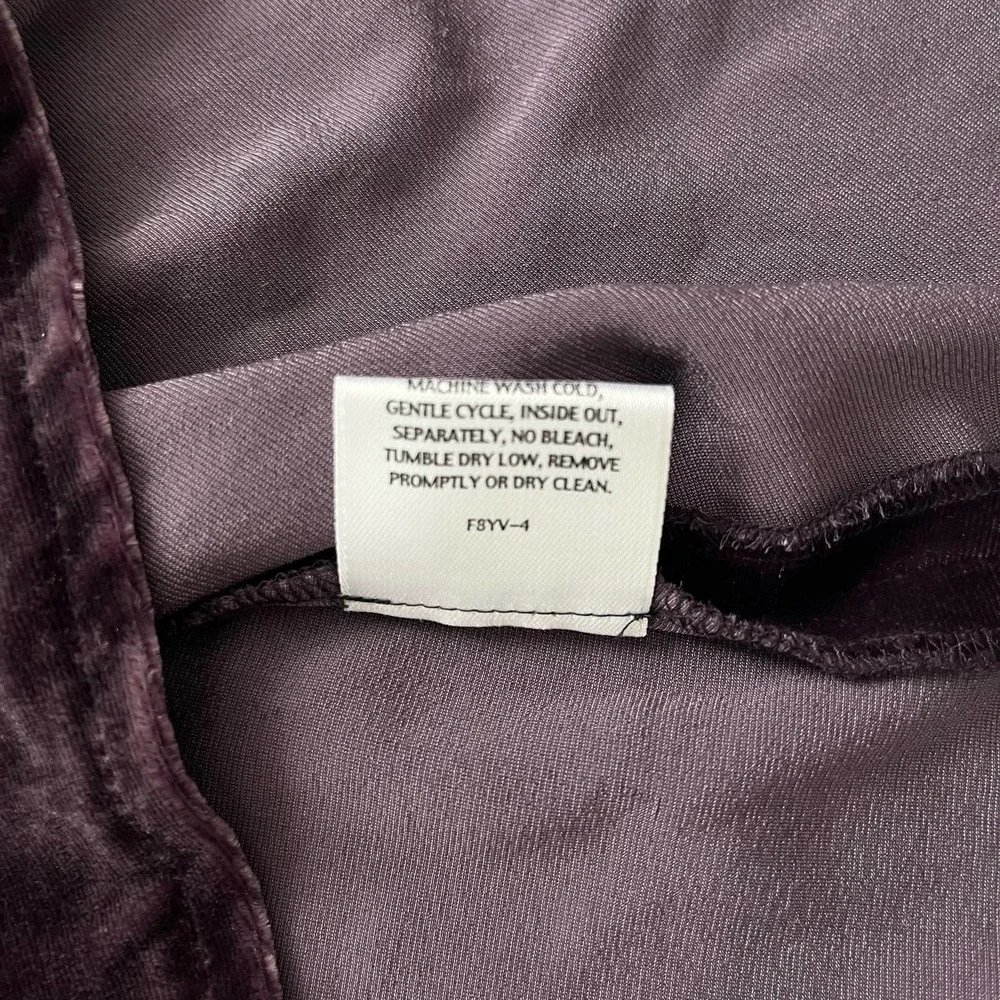 MACHINE WASH COLD,
GENTLE CYCLE, INSIDE OUT,
SEPARATELY, NO BLEACH,
TUMBLE DRY LOW, REMOVE
PROMPTLY OR DRY CLEAN.
F8YV-4